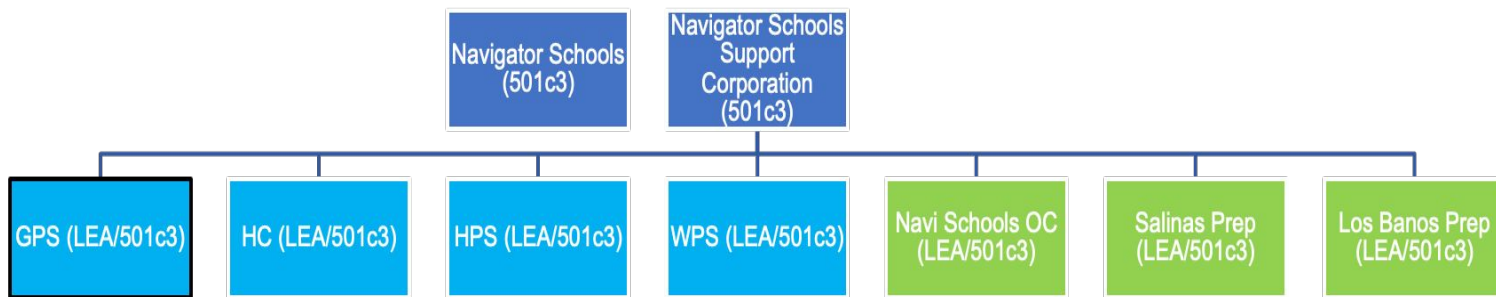 Navigator Schools
(501c3)
Navigator Schools
Support
Corporation
(501c3)
GPS (LEA/501c3)
HC (LEA/501c3)
HPS (LEA/501c3)
WPS (LEA/501c3)
Navi Schools OC
(LEA/501c3)
Salinas Prep
(LEA/501c3)
Los Banos Prep
(LEA/501c3)